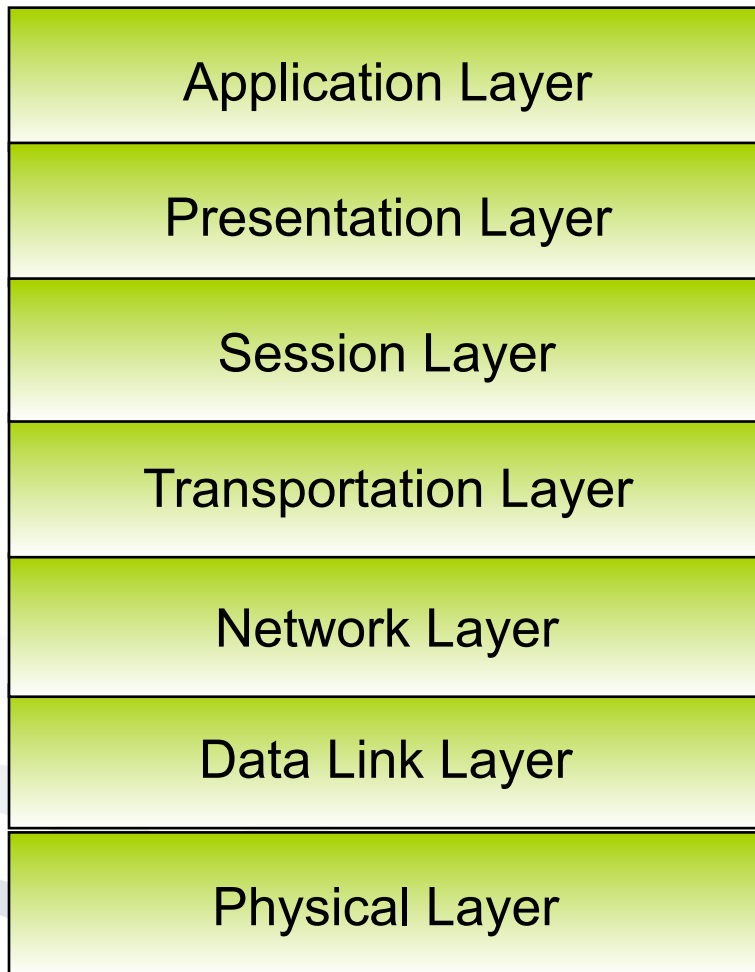 Application Layer
Presentation Layer
Session Layer
Transportation Layer
Network Layer
Data Link Layer
Physical Layer